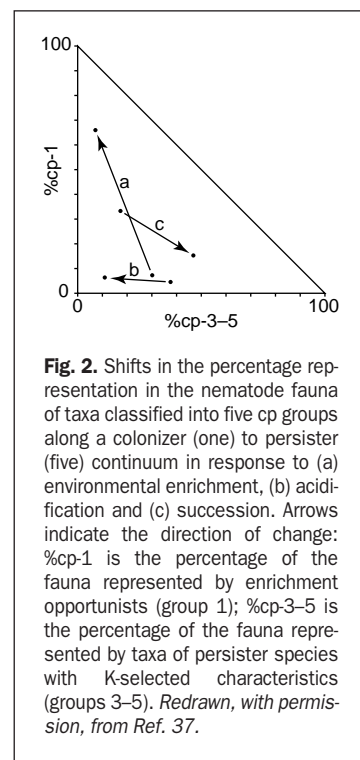 100
%cp-1
a
c
b
0
0
100
%cp-3–5
Fig. 2. Shifts in the percentage rep-
resentation in the nematode fauna
of taxa classified into five cp groups
along a colonizer (one) to persister
(five) continuum in response to (a)
environmental enrichment, (b) acidi-
fication and (c) succession. Arrows
indicate the direction of change:
%cp-1 is the percentage of the
fauna represented by enrichment
opportunists (group 1); %cp-3–5 is
the percentage of the fauna repre-
sented by taxa of persister species
with K-selected characteristics
(groups 3–5). Redrawn, with permis-
sion, from Ref. 37.